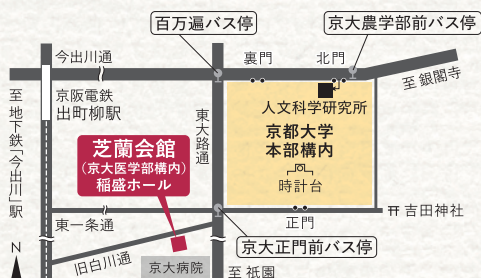 百万遍バス停
京大農学部前バス停
今出川通
裏門
北門
至 銀閣寺
京阪電鉄
出町柳駅
至 地下鉄「今出川」駅
東大路通
人文科学研究所
京都大学
本部構内
時計台
芝蘭会館
(京大医学部構内)
稲盛ホール
東一条通
正門
吉田神社
京大正門前バス停
旧白川通
京大病院
至 祇園
N